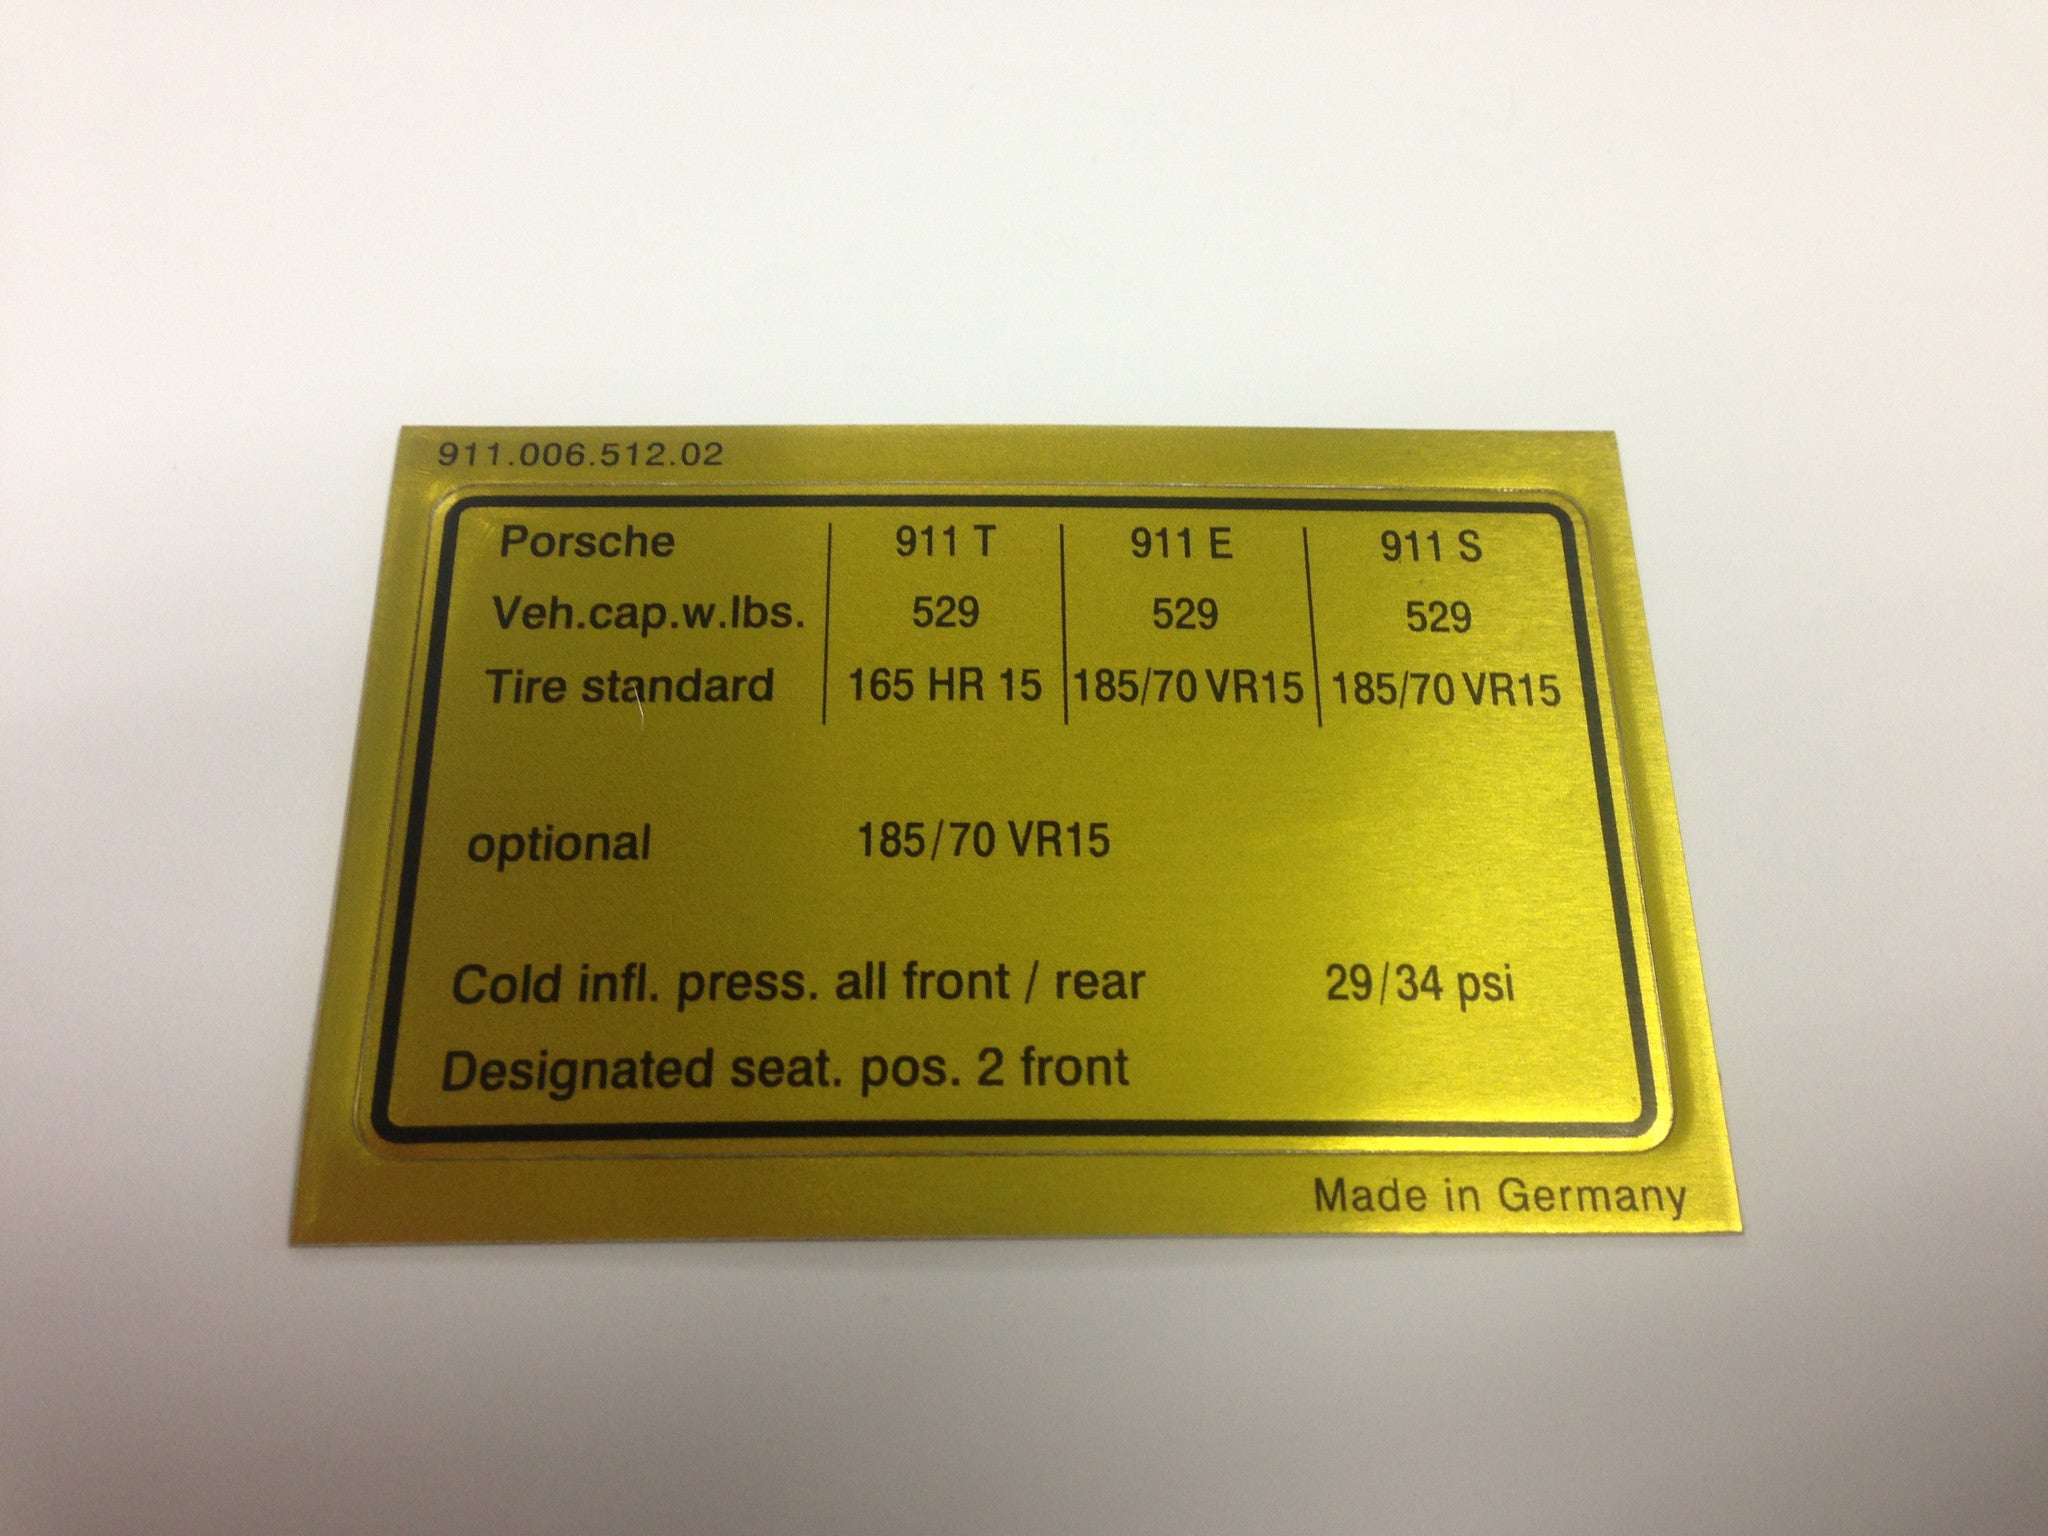 911.006.512.02
Porsche 911 T 911 E 911 S
Veh.cap.w.lbs. 529 529 529
Tire standard 165 HR 15 185/70 VR15 185/70 VR15
optional 185/70 VR15
Cold infl. press. all front / rear 29/34 psi
Designated seat. pos. 2 front
Made in Germany